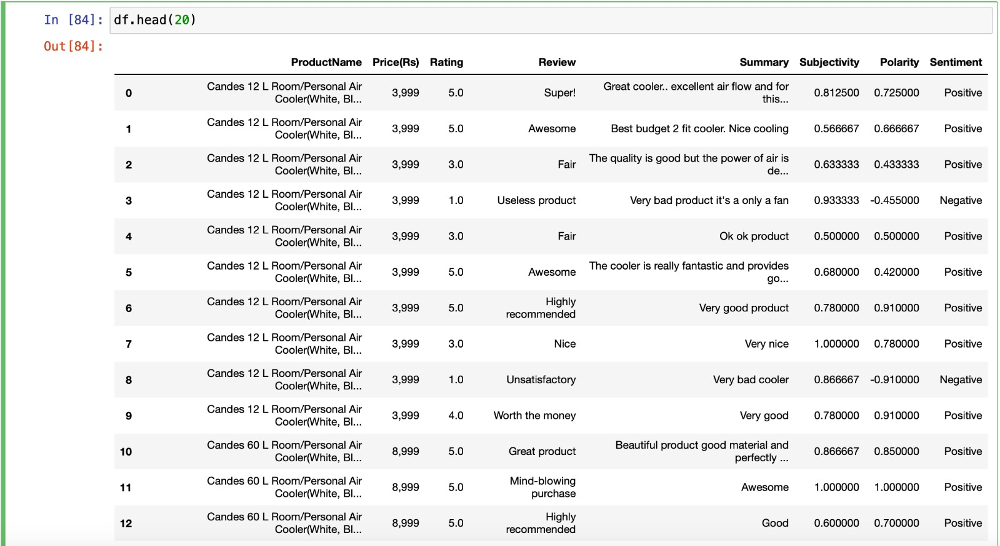 In [84]: df.head(20)
Out[84]:
ProductName Price(Rs) Rating Review Summary Subjectivity Polarity Sentiment
0 Candes 12 L Room/Personal Air Cooler(White, Bl... 3,999 5.0 Super! Great cooler.. excellent air flow and for this... 0.812500 0.725000 Positive
1 Candes 12 L Room/Personal Air Cooler(White, Bl... 3,999 5.0 Awesome Best budget 2 fit cooler. Nice cooling 0.566667 0.666667 Positive
2 Candes 12 L Room/Personal Air Cooler(White, Bl... 3,999 3.0 Fair The quality is good but the power of air is de... 0.633333 0.433333 Positive
3 Candes 12 L Room/Personal Air Cooler(White, Bl... 3,999 1.0 Useless product Very bad product it's a only a fan 0.933333 -0.455000 Negative
4 Candes 12 L Room/Personal Air Cooler(White, Bl... 3,999 3.0 Fair Ok ok product 0.500000 0.500000 Positive
5 Candes 12 L Room/Personal Air Cooler(White, Bl... 3,999 5.0 Awesome The cooler is really fantastic and provides go... 0.680000 0.420000 Positive
6 Candes 12 L Room/Personal Air Cooler(White, Bl... 3,999 5.0 Highly recommended Very good product 0.780000 0.910000 Positive
7 Candes 12 L Room/Personal Air Cooler(White, Bl... 3,999 3.0 Nice Very nice 1.000000 0.780000 Positive
8 Candes 12 L Room/Personal Air Cooler(White, Bl... 3,999 1.0 Unsatisfactory Very bad cooler 0.866667 -0.910000 Negative
9 Candes 12 L Room/Personal Air Cooler(White, Bl... 3,999 4.0 Worth the money Very good 0.780000 0.910000 Positive
10 Candes 60 L Room/Personal Air Cooler(White, Bl... 8,999 5.0 Great product Beautiful product good material and perfectly ... 0.866667 0.850000 Positive
11 Candes 60 L Room/Personal Air Cooler(White, Bl... 8,999 5.0 Mind-blowing purchase Awesome 1.000000 1.000000 Positive
12 Candes 60 L Room/Personal Air Cooler(White, Bl... 8,999 5.0 Highly recommended Good 0.600000 0.700000 Positive